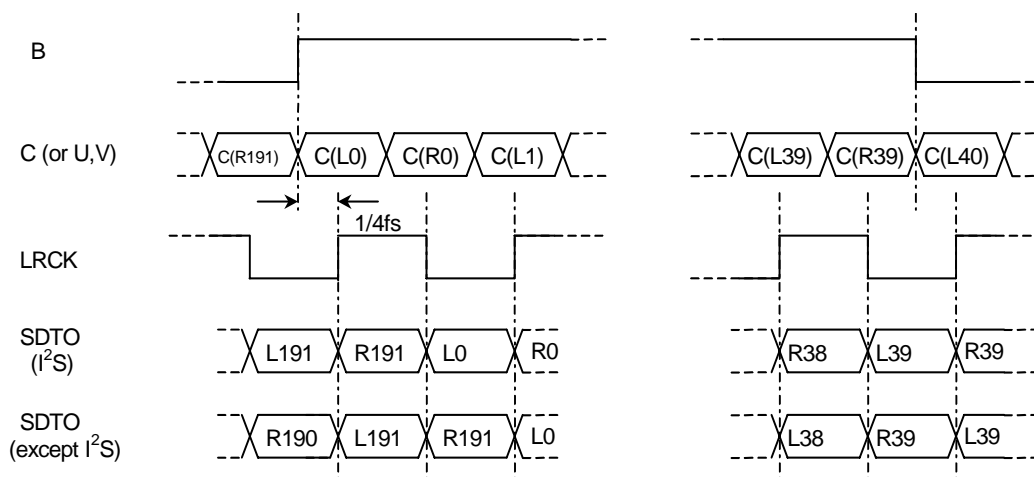 B
C (or U,V) C(R191) C(L0) C(R0) C(L1) C(L39) C(R39) C(L40)
1/4fs
LRCK
SDTO
(I²S) L191 R191 L0 R0 R38 L39 R39
SDTO
(except I²S) R190 L191 R191 L0 L38 R39 L39